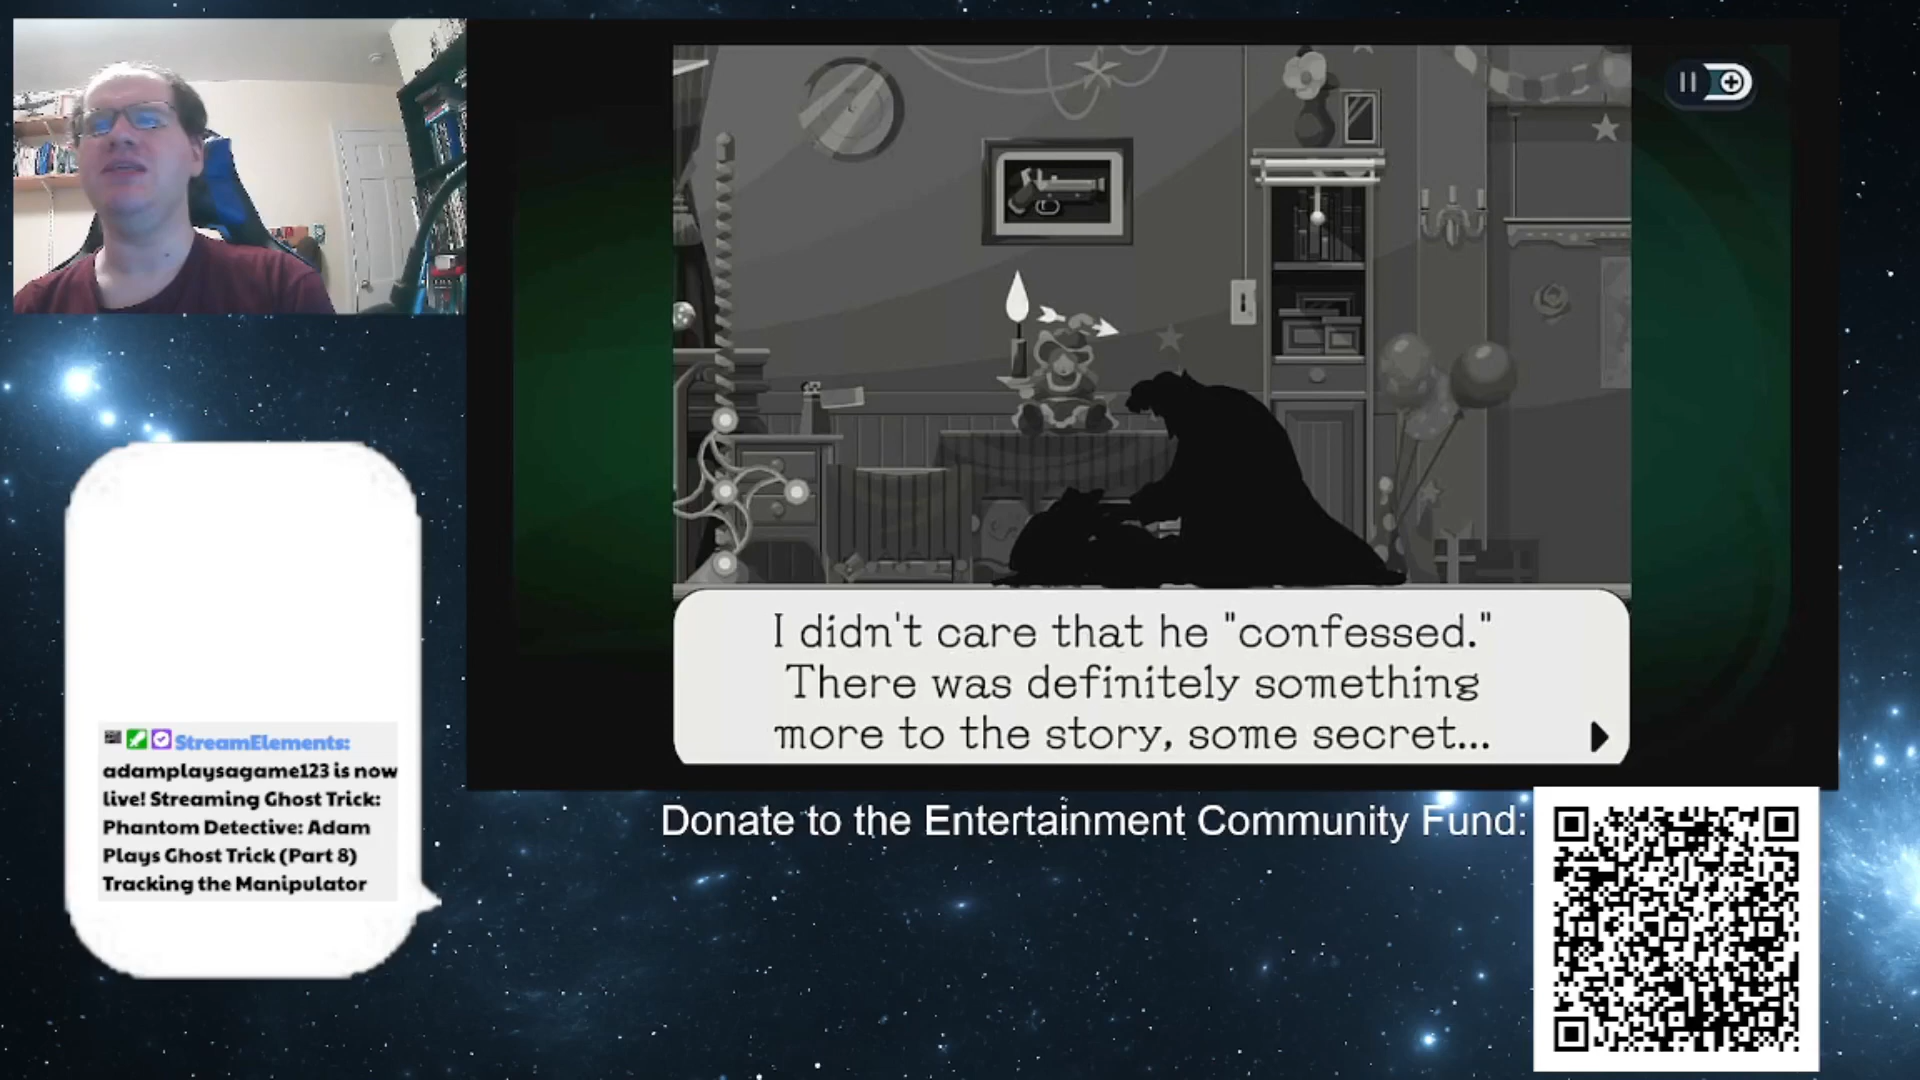 I didn't care that he "confessed."
There was definitely something
more to the story, some secret...
StreamElements:
adamplaysagame123 is now
live! Streaming Ghost Trick:
Phantom Detective: Adam
Plays Ghost Trick (Part 8)
Tracking the Manipulator
Donate to the Entertainment Community Fund: